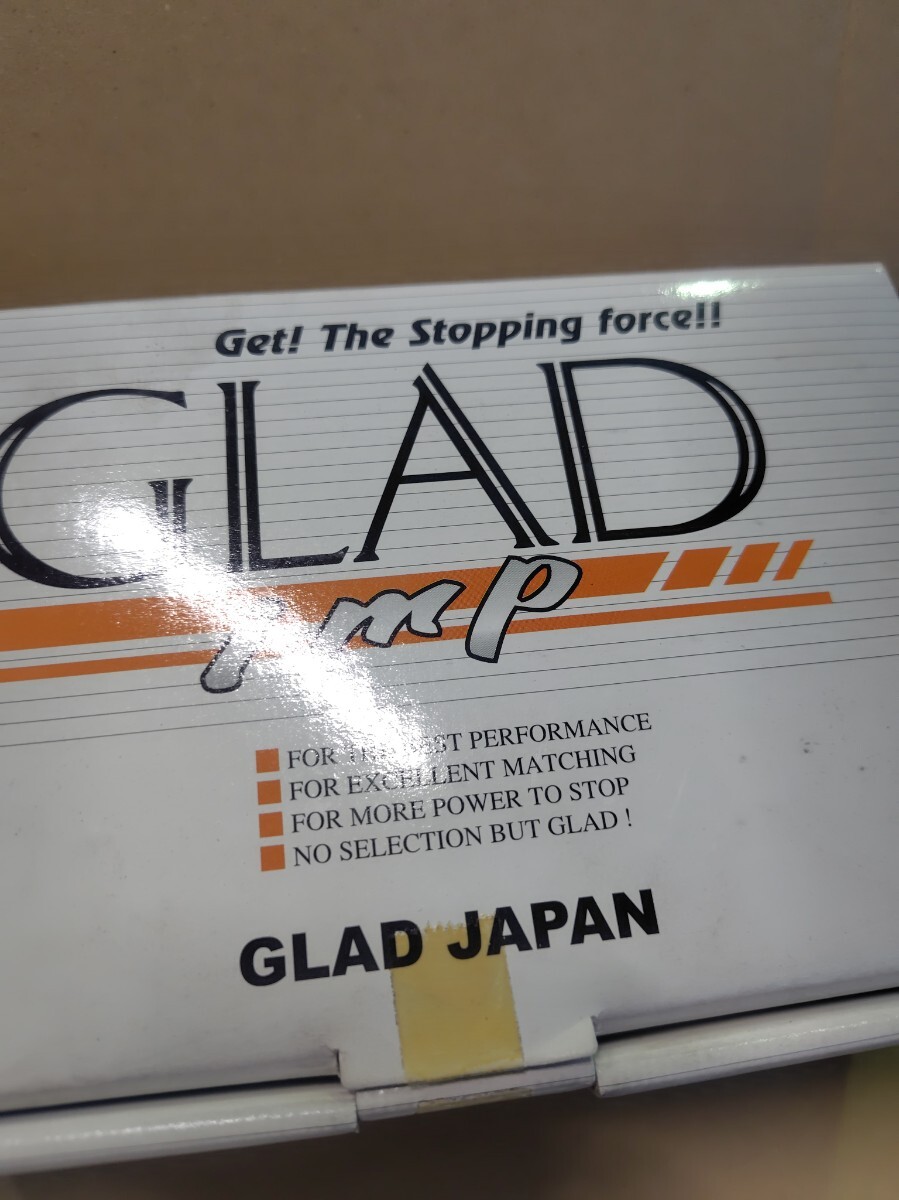 Get! The Stopping force!!
GLAD
mp
FOR PERFORMANCE
FOR EXCELLENT MATCHING
FOR MORE POWER TO STOP
NO SELECTION BUT GLAD !
GLAD JAPAN